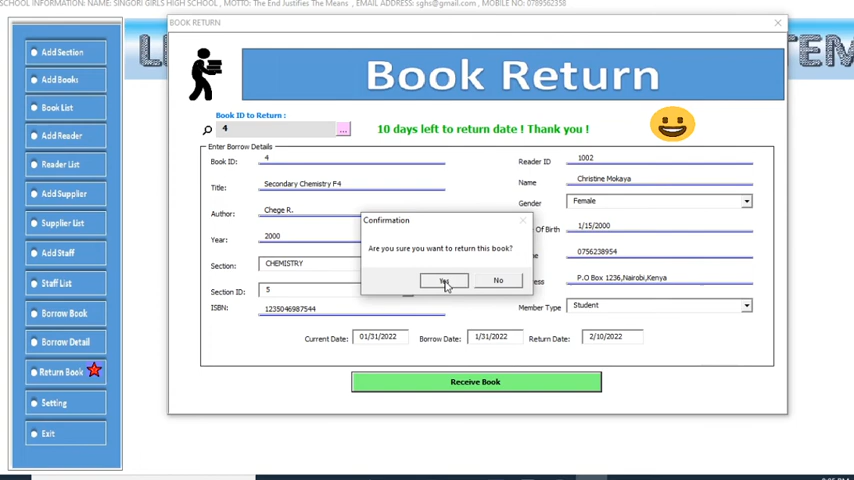 SCHOOL INFORMATION: NAME: SINGORI GIRLS HIGH SCHOOL , MOTTO: The End Justifies The Means , EMAIL ADDRESS: sghs@gmail.com , MOBILE NO: 0789562358
BOOK RETURN
Add Section
Add Books
Book List
Add Reader
Reader List
Add Supplier
Supplier List
Add Staff
Staff List
Borrow Book
Borrow Detail
Return Book
Setting
Exit
Book Return
Book ID to Return :
4
...
10 days left to return date ! Thank you !
Enter Borrow Details
Book ID: 4
Title: Secondary Chemistry F4
Author: Chege R.
Year: 2000
Section: CHEMISTRY
Section ID: 5
ISBN: 1235046987544
Reader ID 1002
Name Christine Mokaya
Gender Female
Of Birth 1/15/2000
0756238954
P.O Box 1236,Nairobi,Kenya
Member Type Student
Confirmation
Are you sure you want to return this book?
Yes No
Current Date: 01/31/2022 Borrow Date: 1/31/2022 Return Date: 2/10/2022
Receive Book